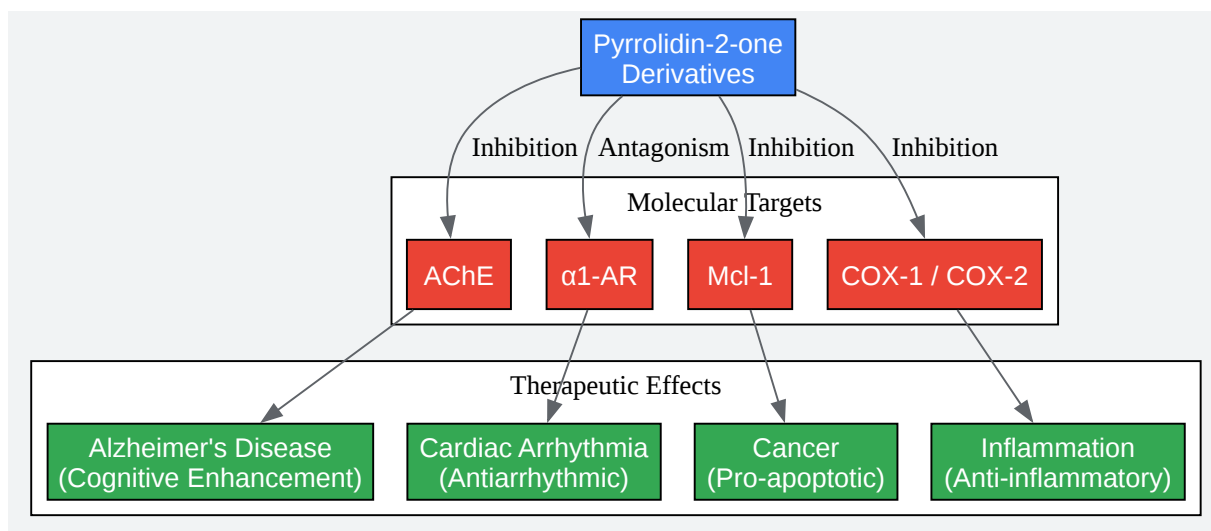 Pyrrolidin-2-one
Derivatives
Inhibition Antagonism Inhibition Inhibition
Molecular Targets
AChE α1-AR Mcl-1 COX-1 / COX-2
Therapeutic Effects
Alzheimer's Disease
(Cognitive Enhancement)
Cardiac Arrhythmia
(Antiarrhythmic)
Cancer
(Pro-apoptotic)
Inflammation
(Anti-inflammatory)